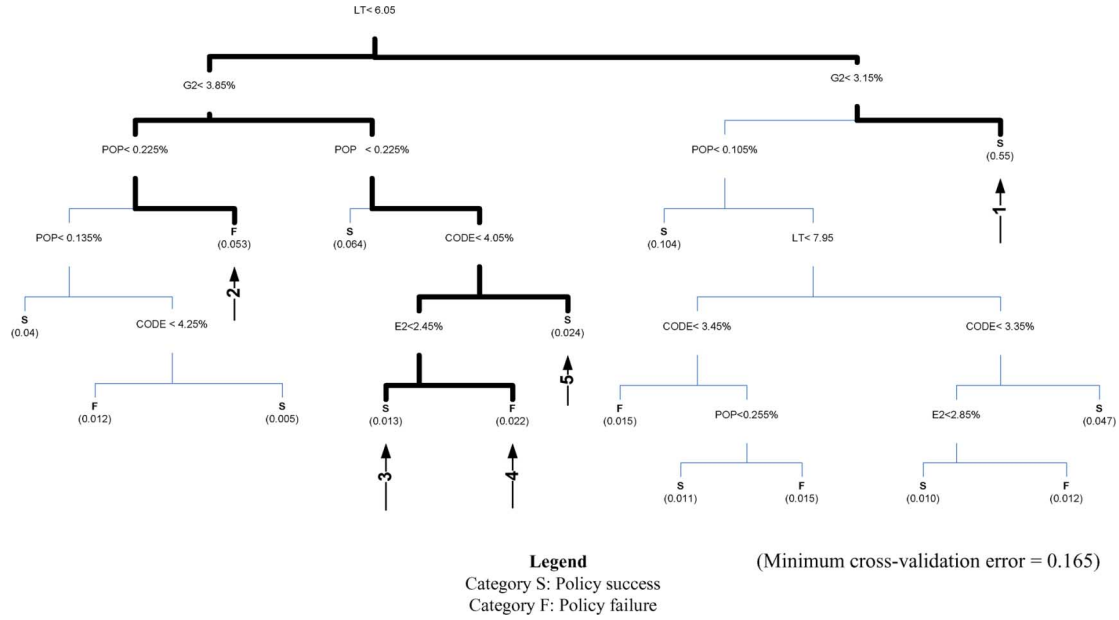 LT< 6.05
G2< 3.85%
G2< 3.15%
POP< 0.225%
POP < 0.225%
POP< 0.105%
S
(0.55)
1
POP< 0.135%
F
(0.053)
S
(0.064)
CODE< 4.05%
S
(0.104)
LT< 7.95
2
S
(0.04)
CODE < 4.25%
E2<2.45%
S
(0.024)
CODE< 3.45%
CODE< 3.35%
5
F
(0.012)
S
(0.005)
S
(0.013)
F
(0.022)
F
(0.015)
POP<0.255%
E2<2.85%
S
(0.047)
3
4
S
(0.011)
F
(0.015)
S
(0.010)
F
(0.012)
Legend
(Minimum cross-validation error = 0.165)
Category S: Policy success
Category F: Policy failure